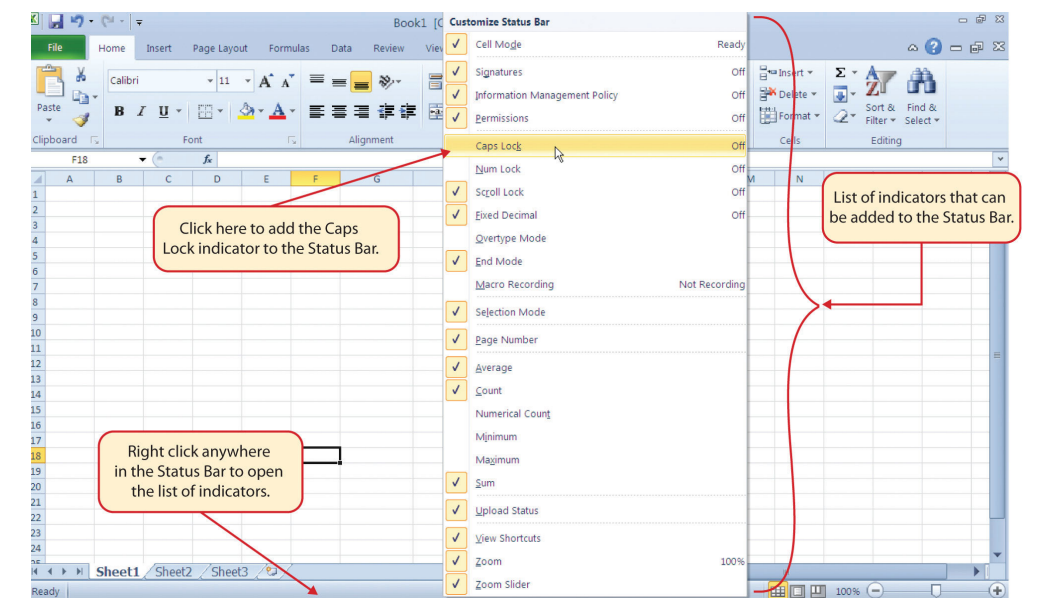 Book1 [C
File Home Insert Page Layout Formulas Data Review View
Paste
Calibri 11
B I U
A A
Σ
Insert
Delete
Format
Sort & Filter
Find & Select
Clipboard Font Alignment Cells Editing
F18 fx
A B C D E F G M N
1
2
3
4
5
6
7
8
9
10
11
12
13
14
15
16
17
18
19
20
21
22
23
24
25
Customize Status Bar
Cell Mode Ready
Signatures Off
Information Management Policy Off
Permissions Off
Caps Lock Off
Num Lock Off
Scroll Lock Off
Fixed Decimal Off
Overtype Mode
End Mode
Macro Recording Not Recording
Selection Mode
Page Number
Average
Count
Numerical Count
Minimum
Maximum
Sum
Upload Status
View Shortcuts
Zoom 100%
Zoom Slider
Click here to add the Caps
Lock indicator to the Status Bar.
List of indicators that can
be added to the Status Bar.
Right click anywhere
in the Status Bar to open
the list of indicators.
Sheet1 Sheet2 Sheet3
Ready 100%